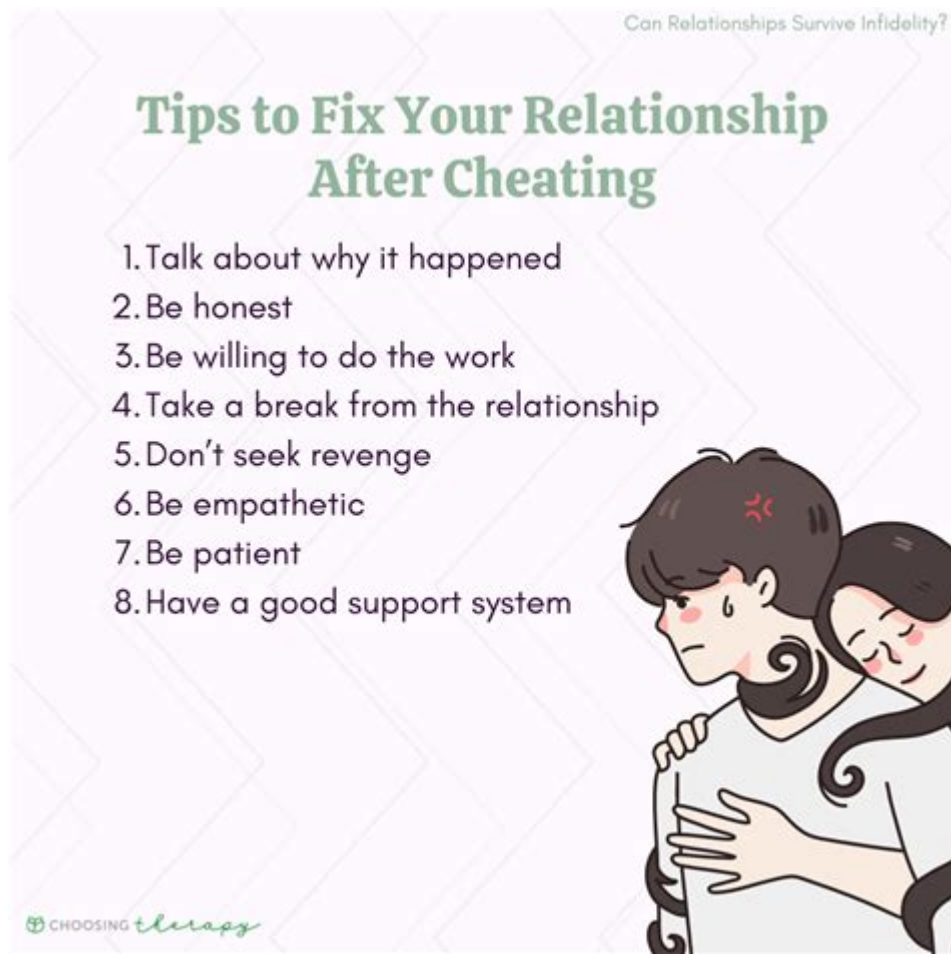 Can Relationships Survive Infidelity?
Tips to Fix Your Relationship
After Cheating
1. Talk about why it happened
2. Be honest
3. Be willing to do the work
4. Take a break from the relationship
5. Don't seek revenge
6. Be empathetic
7. Be patient
8. Have a good support system
CHOOSING therapy